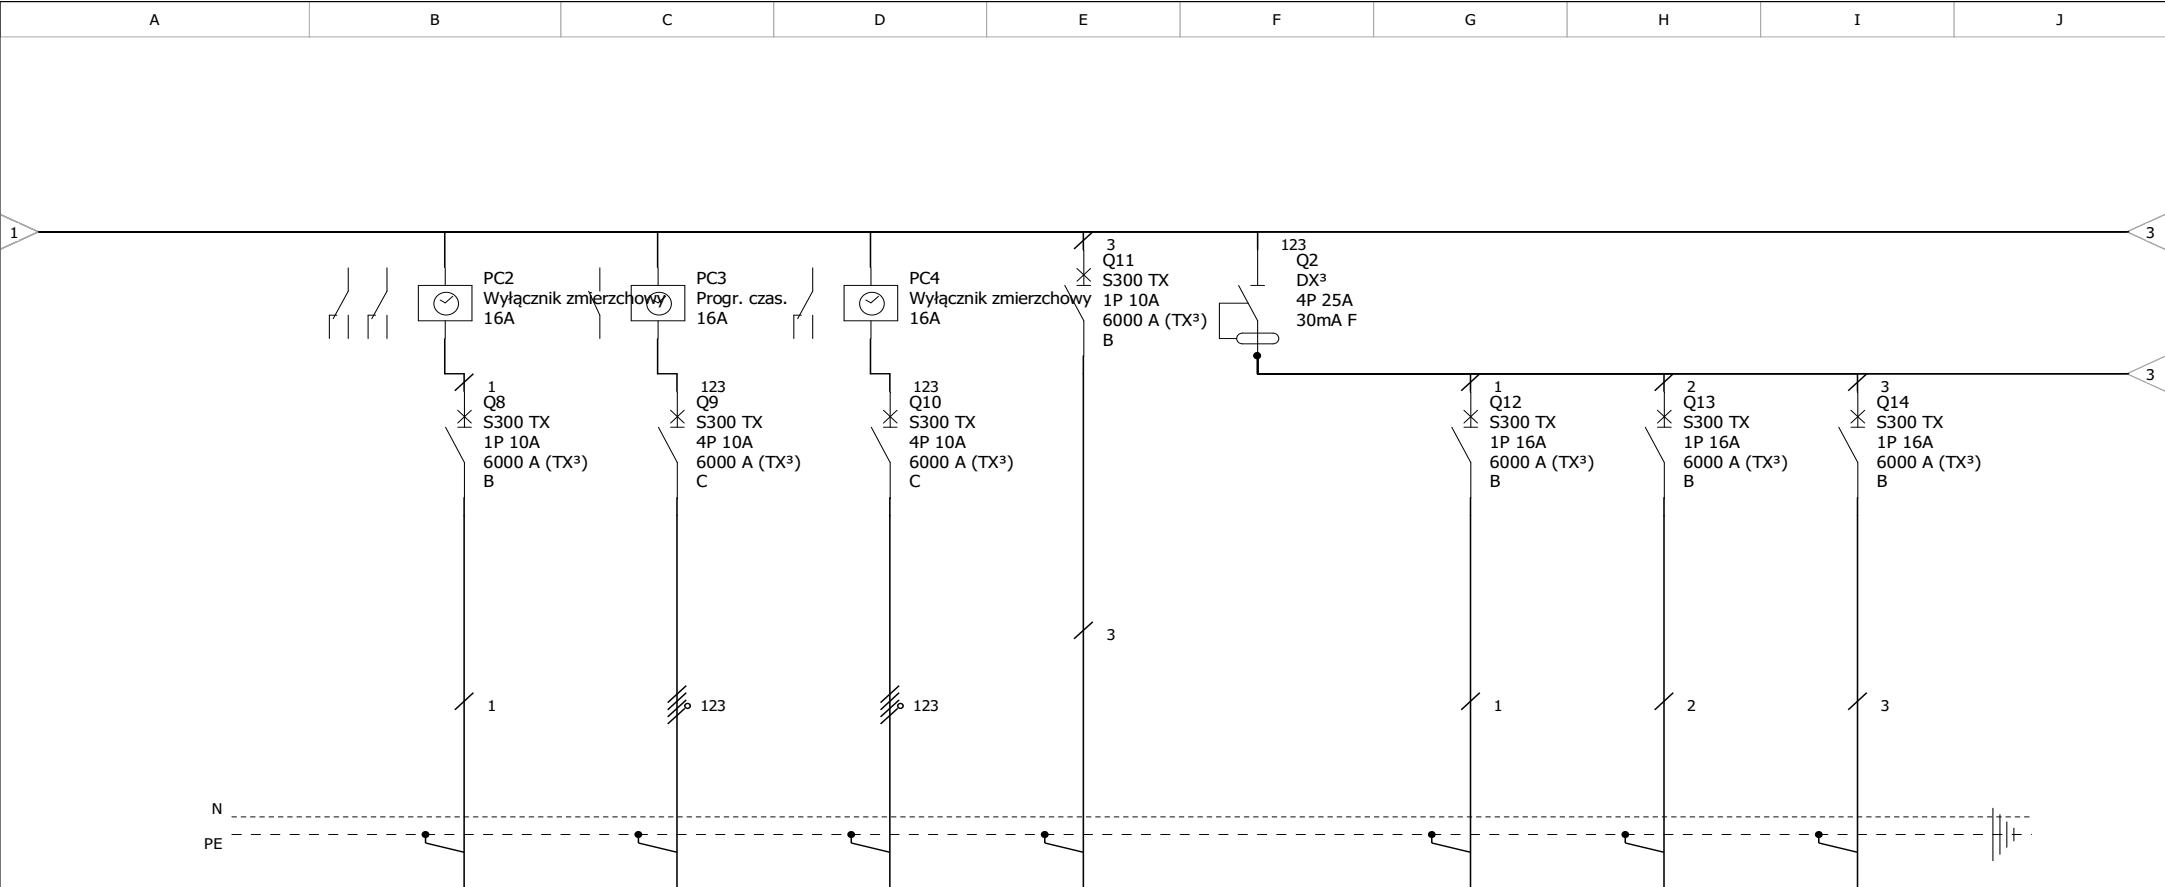 A B C D E F G H I J
1
3
PC2
Wyłącznik zmierzchowy
16A
PC3
Progr. czas.
16A
PC4
Wyłącznik zmierzchowy
16A
3
Q11
S300 TX
1P 10A
6000 A (TX³)
B
123
Q2
DX³
4P 25A
30mA F
3
1
Q8
S300 TX
1P 10A
6000 A (TX³)
B
123
Q9
S300 TX
4P 10A
6000 A (TX³)
C
123
Q10
S300 TX
4P 10A
6000 A (TX³)
C
1
Q12
S300 TX
1P 16A
6000 A (TX³)
B
2
Q13
S300 TX
1P 16A
6000 A (TX³)
B
3
Q14
S300 TX
1P 16A
6000 A (TX³)
B
3
1
123
123
1
2
3
N
PE